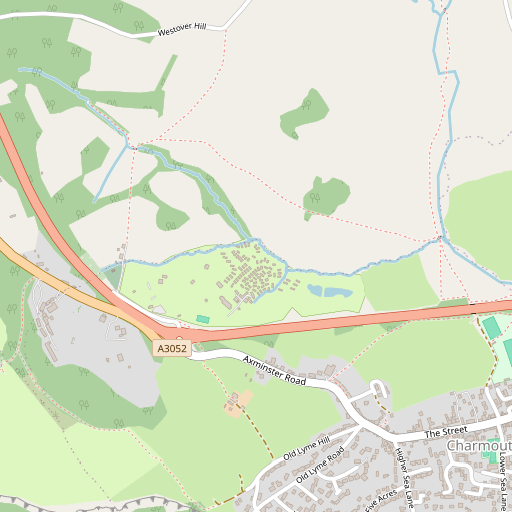 Westover Hill
A3052
Axminster Road
The Street
Charmout
Old Lyme Hill
Old Lyme Road
Higher Sea Lane
Lower Sea Lane
Five Acres